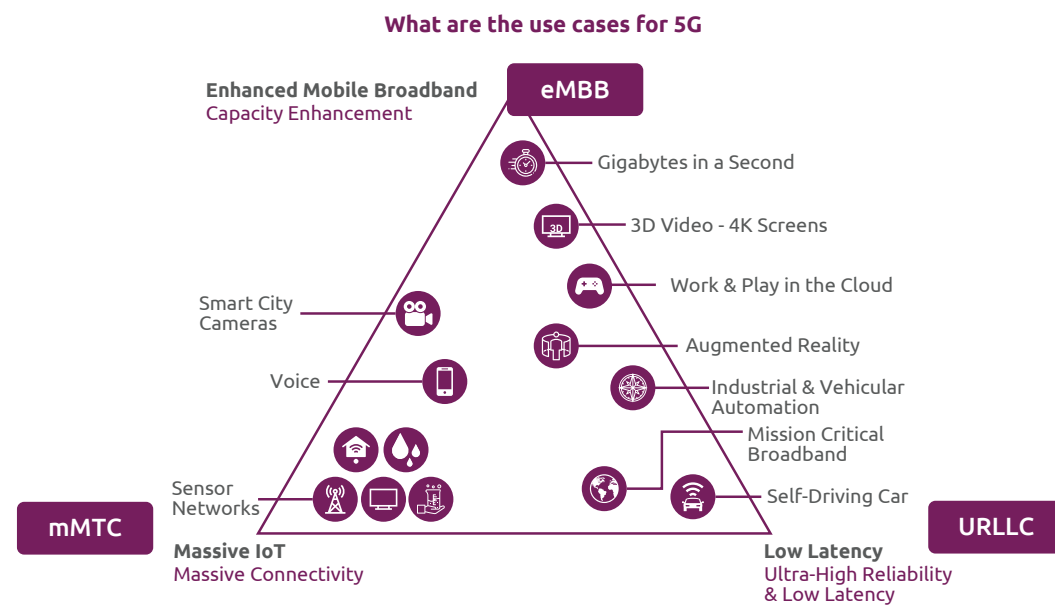 What are the use cases for 5G
Enhanced Mobile Broadband
Capacity Enhancement
eMBB
Gigabytes in a Second
3D
3D Video - 4K Screens
Work & Play in the Cloud
Smart City
Cameras
Augmented Reality
Voice
Industrial & Vehicular
Automation
Mission Critical
Broadband
Sensor
Networks
Self-Driving Car
mMTC
URLLC
Massive IoT
Massive Connectivity
Low Latency
Ultra-High Reliability
& Low Latency